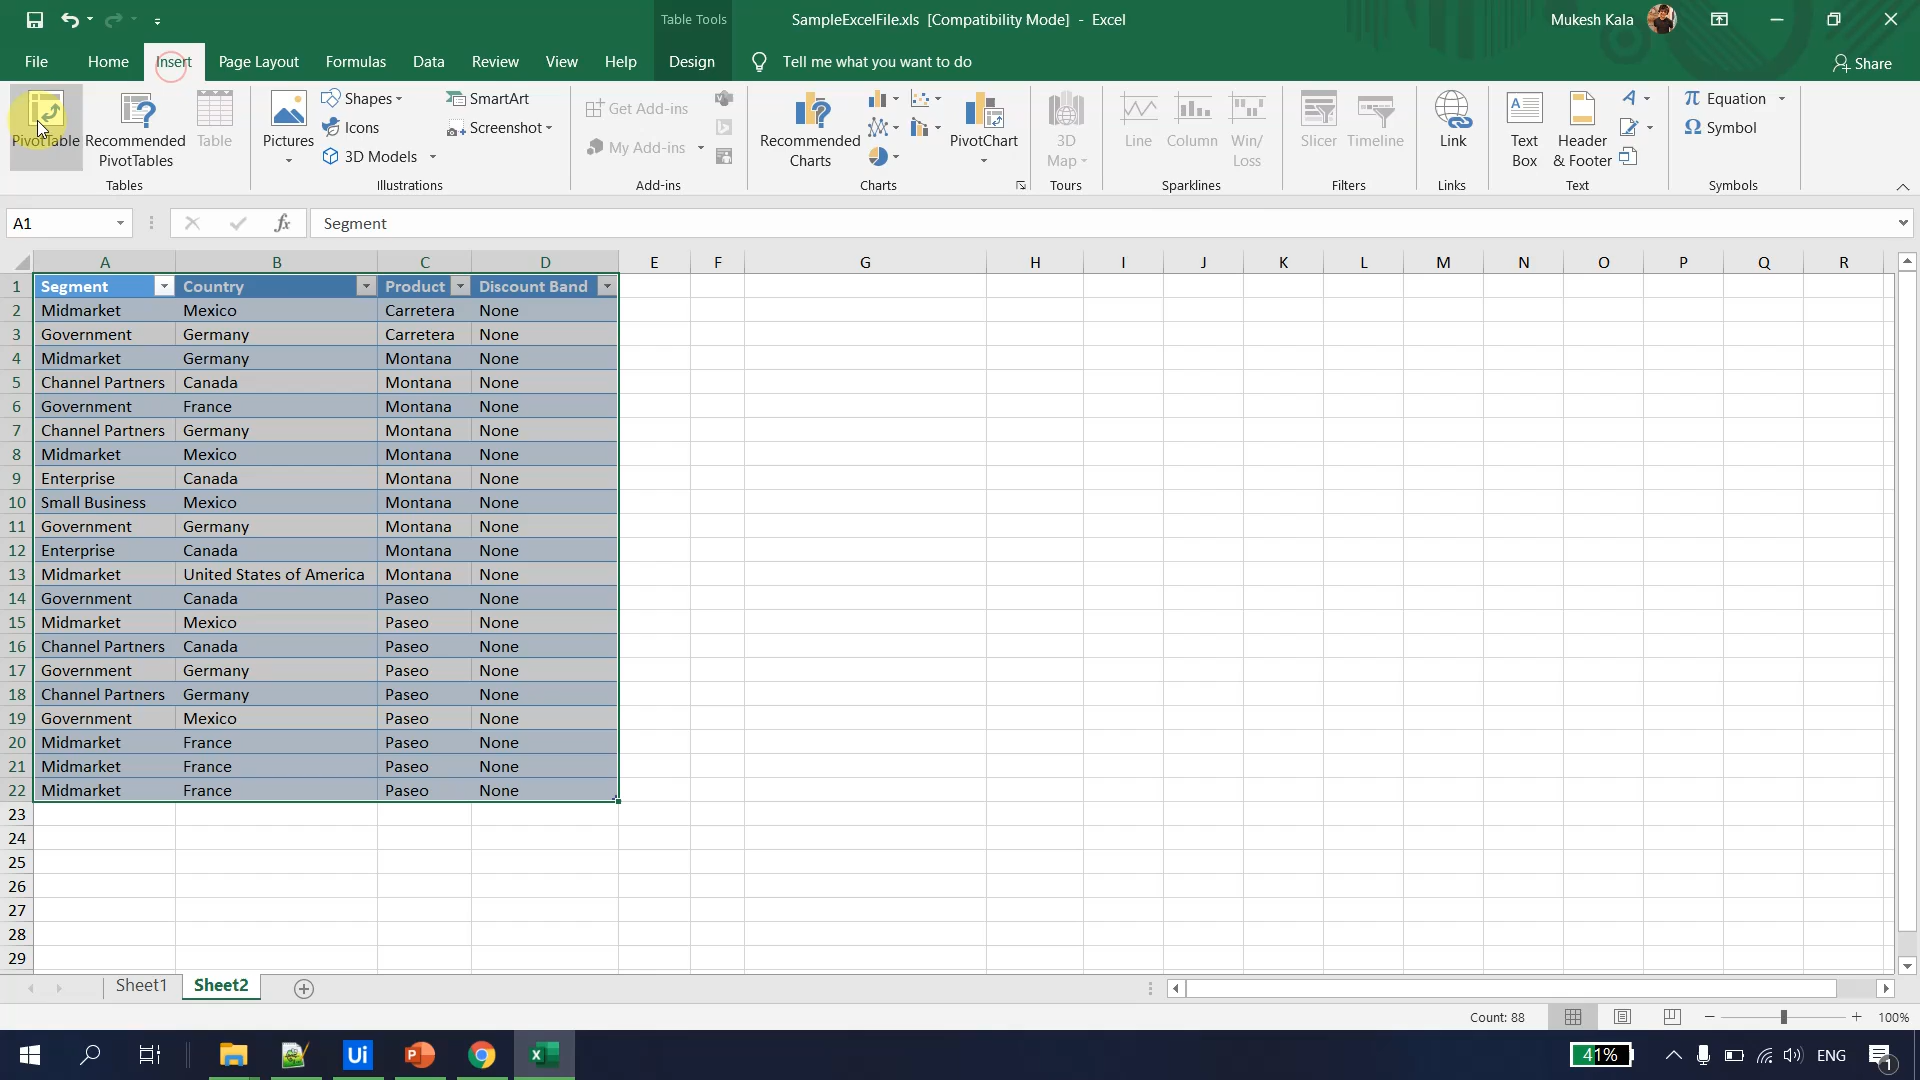 Table Tools
SampleExcelFile.xls [Compatibility Mode] - Excel
Mukesh Kala
File Home Insert Page Layout Formulas Data Review View Help Design Tell me what you want to do Share
PivotTable
Recommended
PivotTables
Table
Tables
Pictures
Shapes
Icons
3D Models
SmartArt
Screenshot
Illustrations
Get Add-ins
My Add-ins
Add-ins
Recommended
Charts
PivotChart
Charts
3D
Map
Tours
Line
Column
Win/
Loss
Sparklines
Slicer
Timeline
Filters
Link
Links
Text
Box
Header
& Footer
Text
π Equation
Ω Symbol
Symbols
A1 fx Segment
A B C D E F G H I J K L M N O P Q R
1 Segment Country Product Discount Band
2 Midmarket Mexico Carretera None
3 Government Germany Carretera None
4 Midmarket Germany Montana None
5 Channel Partners Canada Montana None
6 Government France Montana None
7 Channel Partners Germany Montana None
8 Midmarket Mexico Montana None
9 Enterprise Canada Montana None
10 Small Business Mexico Montana None
11 Government Germany Montana None
12 Enterprise Canada Montana None
13 Midmarket United States of America Montana None
14 Government Canada Paseo None
15 Midmarket Mexico Paseo None
16 Channel Partners Canada Paseo None
17 Government Germany Paseo None
18 Channel Partners Germany Paseo None
19 Government Mexico Paseo None
20 Midmarket France Paseo None
21 Midmarket France Paseo None
22 Midmarket France Paseo None
23
24
25
26
27
28
29
Sheet1 Sheet2
Count: 88 100%
Ui 41% ENG 1